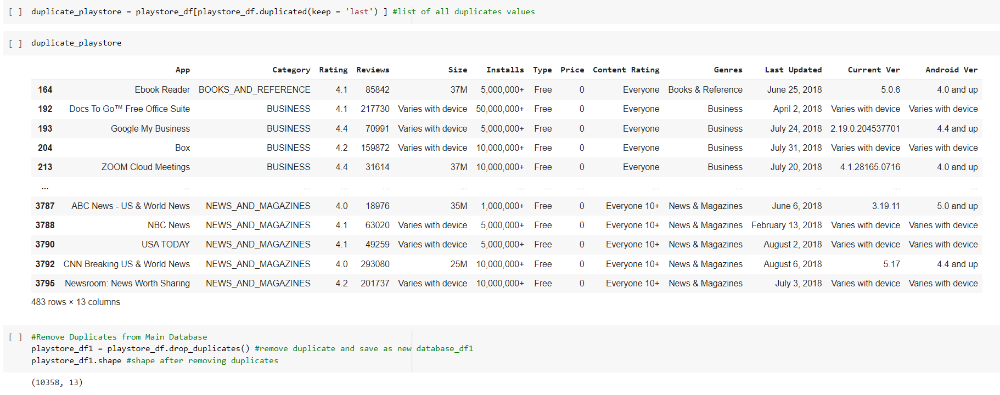 [ ] duplicate_playstore = playstore_df[playstore_df.duplicated(keep = 'last') ] #list of all duplicates values
[ ] duplicate_playstore
App Category Rating Reviews Size Installs Type Price Content Rating Genres Last Updated Current Ver Android Ver
164 Ebook Reader BOOKS_AND_REFERENCE 4.1 85842 37M 5,000,000+ Free 0 Everyone Books & Reference June 25, 2018 5.0.6 4.0 and up
192 Docs To Go™ Free Office Suite BUSINESS 4.1 217730 Varies with device 50,000,000+ Free 0 Everyone Business April 2, 2018 Varies with device Varies with device
193 Google My Business BUSINESS 4.4 70991 Varies with device 5,000,000+ Free 0 Everyone Business July 24, 2018 2.19.0.204537701 4.4 and up
204 Box BUSINESS 4.2 159872 Varies with device 10,000,000+ Free 0 Everyone Business July 31, 2018 Varies with device Varies with device
213 ZOOM Cloud Meetings BUSINESS 4.4 31614 37M 10,000,000+ Free 0 Everyone Business July 20, 2018 4.1.28165.0716 4.0 and up
... ... ... ... ... ... ... ... ... ... ... ... ... ...
3787 ABC News - US & World News NEWS_AND_MAGAZINES 4.0 18976 35M 1,000,000+ Free 0 Everyone 10+ News & Magazines June 6, 2018 3.19.11 5.0 and up
3788 NBC News NEWS_AND_MAGAZINES 4.1 63020 Varies with device 5,000,000+ Free 0 Everyone 10+ News & Magazines February 13, 2018 Varies with device Varies with device
3790 USA TODAY NEWS_AND_MAGAZINES 4.1 49259 Varies with device 5,000,000+ Free 0 Everyone 10+ News & Magazines August 2, 2018 Varies with device Varies with device
3792 CNN Breaking US & World News NEWS_AND_MAGAZINES 4.0 293080 25M 10,000,000+ Free 0 Everyone 10+ News & Magazines August 6, 2018 5.17 4.4 and up
3795 Newsroom: News Worth Sharing NEWS_AND_MAGAZINES 4.2 201737 Varies with device 10,000,000+ Free 0 Everyone 10+ News & Magazines July 3, 2018 Varies with device Varies with device
483 rows × 13 columns
[ ] #Remove Duplicates from Main Database
playstore_df1 = playstore_df.drop_duplicates() #remove duplicate and save as new database_df1
playstore_df1.shape #shape after removing duplicates
(10358, 13)